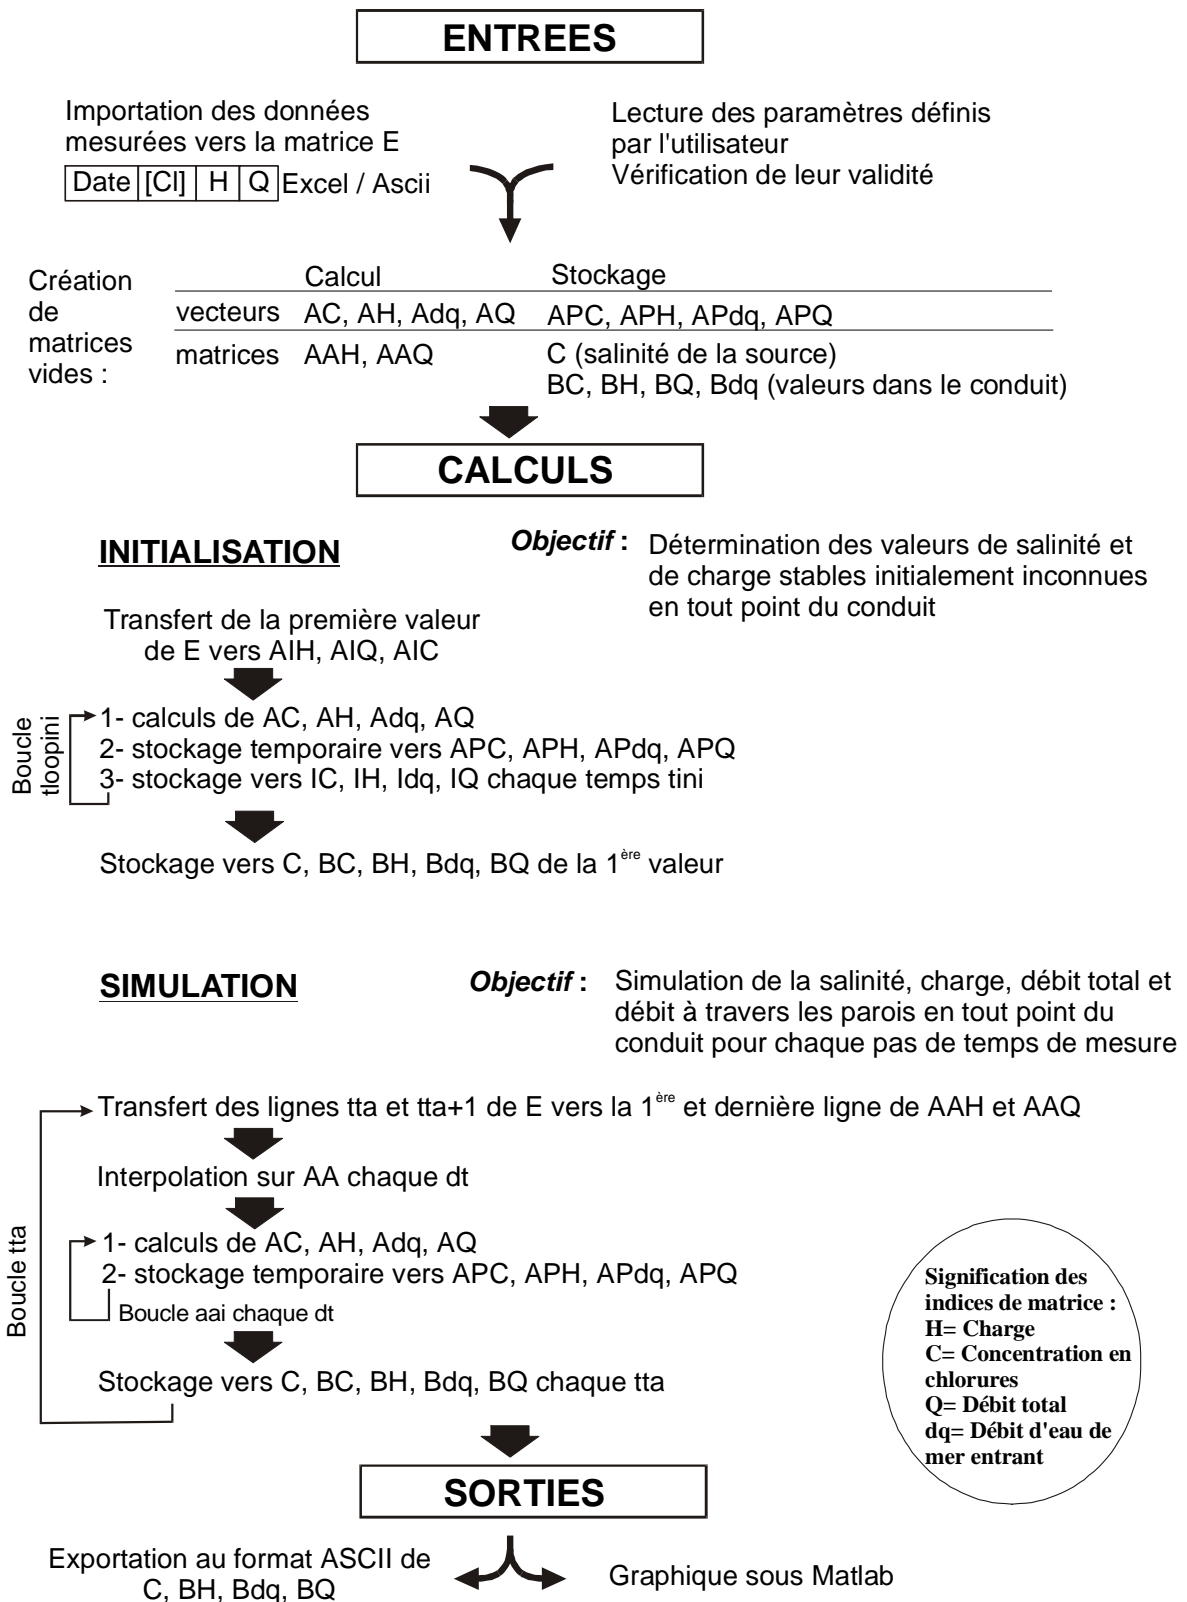 ENTREES
Importation des données
mesurées vers la matrice E
Date [Cl] H Q Excel / Ascii
Lecture des paramètres définis
par l'utilisateur
Vérification de leur validité
Création
de
matrices
vides :
Calcul Stockage
vecteurs AC, AH, Adq, AQ APC, APH, APdq, APQ
matrices AAH, AAQ C (salinité de la source)
BC, BH, BQ, Bdq (valeurs dans le conduit)
CALCULS
INITIALISATION
Objectif : Détermination des valeurs de salinité et
de charge stables initialement inconnues
en tout point du conduit
Transfert de la première valeur
de E vers AIH, AIQ, AIC
Boucle
tloopini
1- calculs de AC, AH, Adq, AQ
2- stockage temporaire vers APC, APH, APdq, APQ
3- stockage vers IC, IH, Idq, IQ chaque temps tini
Stockage vers C, BC, BH, Bdq, BQ de la 1ère valeur
SIMULATION
Objectif : Simulation de la salinité, charge, débit total et
débit à travers les parois en tout point du
conduit pour chaque pas de temps de mesure
Transfert des lignes tta et tta+1 de E vers la 1ère et dernière ligne de AAH et AAQ
Interpolation sur AA chaque dt
Boucle tta
1- calculs de AC, AH, Adq, AQ
2- stockage temporaire vers APC, APH, APdq, APQ
Boucle aai chaque dt
Stockage vers C, BC, BH, Bdq, BQ chaque tta
Signification des
indices de matrice :
H= Charge
C= Concentration en
chlorures
Q= Débit total
dq= Débit d'eau de
mer entrant
SORTIES
Exportation au format ASCII de
C, BH, Bdq, BQ
Graphique sous Matlab